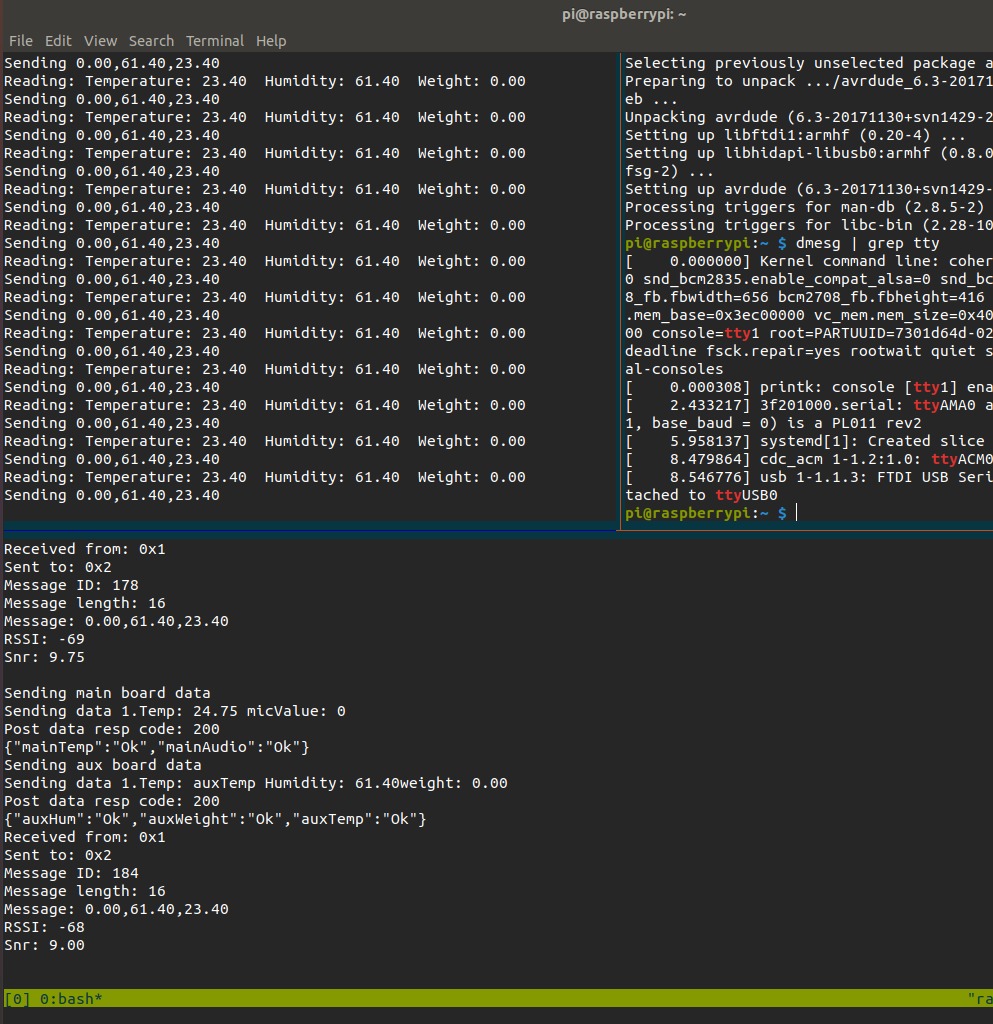 pi@raspberrypi: ~
File Edit View Search Terminal Help
Sending 0.00,61.40,23.40
Reading: Temperature: 23.40  Humidity: 61.40  Weight: 0.00
Sending 0.00,61.40,23.40
Reading: Temperature: 23.40  Humidity: 61.40  Weight: 0.00
Sending 0.00,61.40,23.40
Reading: Temperature: 23.40  Humidity: 61.40  Weight: 0.00
Sending 0.00,61.40,23.40
Reading: Temperature: 23.40  Humidity: 61.40  Weight: 0.00
Sending 0.00,61.40,23.40
Reading: Temperature: 23.40  Humidity: 61.40  Weight: 0.00
Sending 0.00,61.40,23.40
Reading: Temperature: 23.40  Humidity: 61.40  Weight: 0.00
Sending 0.00,61.40,23.40
Reading: Temperature: 23.40  Humidity: 61.40  Weight: 0.00
Sending 0.00,61.40,23.40
Reading: Temperature: 23.40  Humidity: 61.40  Weight: 0.00
Sending 0.00,61.40,23.40
Reading: Temperature: 23.40  Humidity: 61.40  Weight: 0.00
Sending 0.00,61.40,23.40
Reading: Temperature: 23.40  Humidity: 61.40  Weight: 0.00
Sending 0.00,61.40,23.40
Reading: Temperature: 23.40  Humidity: 61.40  Weight: 0.00
Sending 0.00,61.40,23.40
Reading: Temperature: 23.40  Humidity: 61.40  Weight: 0.00
Sending 0.00,61.40,23.40
Selecting previously unselected package a
Preparing to unpack .../avrdude_6.3-20171
eb ...
Unpacking avrdude (6.3-20171130+svn1429-2
Setting up libftdi1:armhf (0.20-4) ...
Setting up libhidapi-libusb0:armhf (0.8.0
fsg-2) ...
Setting up avrdude (6.3-20171130+svn1429-
Processing triggers for man-db (2.8.5-2)
Processing triggers for libc-bin (2.28-10
pi@raspberrypi:~ $ dmesg | grep tty
[    0.000000] Kernel command line: coher
0 snd_bcm2835.enable_compat_alsa=0 snd_bc
8_fb.fbwidth=656 bcm2708_fb.fbheight=416
.mem_base=0x3ec00000 vc_mem.mem_size=0x40
00 console=tty1 root=PARTUUID=7301d64d-02
deadline fsck.repair=yes rootwait quiet s
al-consoles
[    0.000308] printk: console [tty1] ena
[    2.433217] 3f201000.serial: ttyAMA0 a
1, base_baud = 0) is a PL011 rev2
[    5.958137] systemd[1]: Created slice
[    8.479864] cdc_acm 1-1.2:1.0: ttyACM0
[    8.546776] usb 1-1.1.3: FTDI USB Seri
tached to ttyUSB0
pi@raspberrypi:~ $
Received from: 0x1
Sent to: 0x2
Message ID: 178
Message length: 16
Message: 0.00,61.40,23.40
RSSI: -69
Snr: 9.75
Sending main board data
Sending data 1.Temp: 24.75 micValue: 0
Post data resp code: 200
{"mainTemp":"Ok","mainAudio":"Ok"}
Sending aux board data
Sending data 1.Temp: auxTemp Humidity: 61.40weight: 0.00
Post data resp code: 200
{"auxHum":"Ok","auxWeight":"Ok","auxTemp":"Ok"}
Received from: 0x1
Sent to: 0x2
Message ID: 184
Message length: 16
Message: 0.00,61.40,23.40
RSSI: -68
Snr: 9.00
[0] 0:bash* "ra